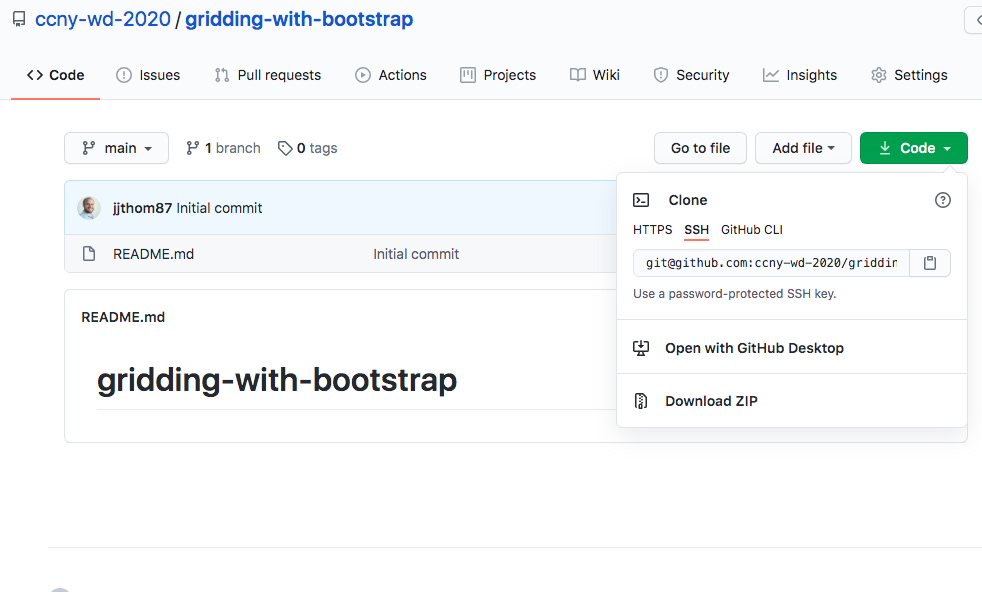 ccny-wd-2020 / gridding-with-bootstrap
Code Issues Pull requests Actions Projects Wiki Security Insights Settings
main 1 branch 0 tags Go to file Add file Code
jjthom87 Initial commit
README.md Initial commit
Clone
HTTPS SSH GitHub CLI
git@github.com:ccny-wd-2020/griddin
Use a password-protected SSH key.
Open with GitHub Desktop
Download ZIP
README.md
gridding-with-bootstrap